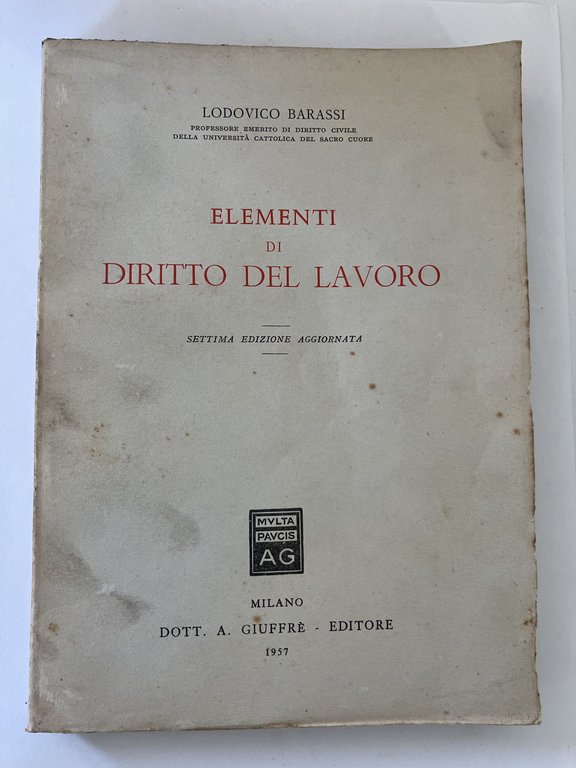 LODOVICO BARASSI
PROFESSORE EMERITO DI DIRITTO CIVILE
DELLA UNIVERSITÀ CATTOLICA DEL SACRO CUORE
ELEMENTI
DI
DIRITTO DEL LAVORO
SETTIMA EDIZIONE AGGIORNATA
MVLTA
PAVCIS
AG
MILANO
DOTT. A. GIUFFRÈ - EDITORE
1957